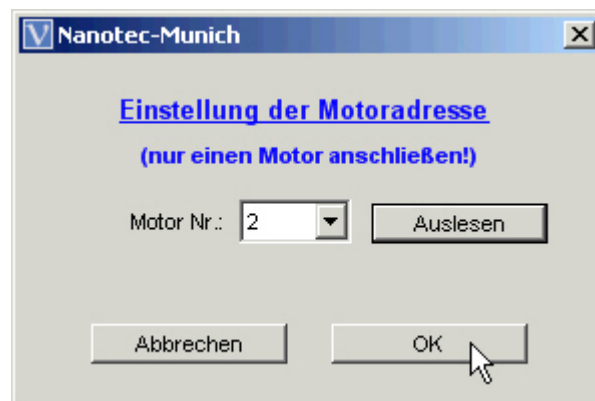 Nanotec-Munich
Einstellung der Motoradresse
(nur einen Motor anschließen!)
Motor Nr.: 2 Auslesen
Abbrechen OK